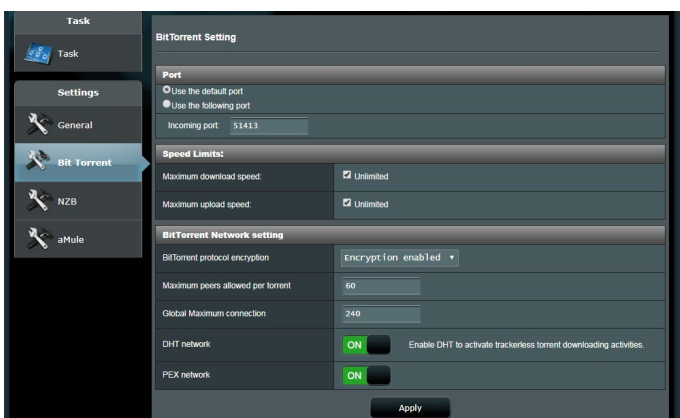 Task
Task
Settings
General
Bit Torrent
NZB
aMule
BitTorrent Setting
Port
Use the default port
Use the following port
Incoming port: 51413
Speed Limits:
Maximum download speed: Unlimited
Maximum upload speed: Unlimited
BitTorrent Network setting
BitTorrent protocol encryption Encryption enabled
Maximum peers allowed per torrent 60
Global Maximum connection 240
DHT network ON Enable DHT to activate trackerless torrent downloading activities.
PEX network ON
Apply